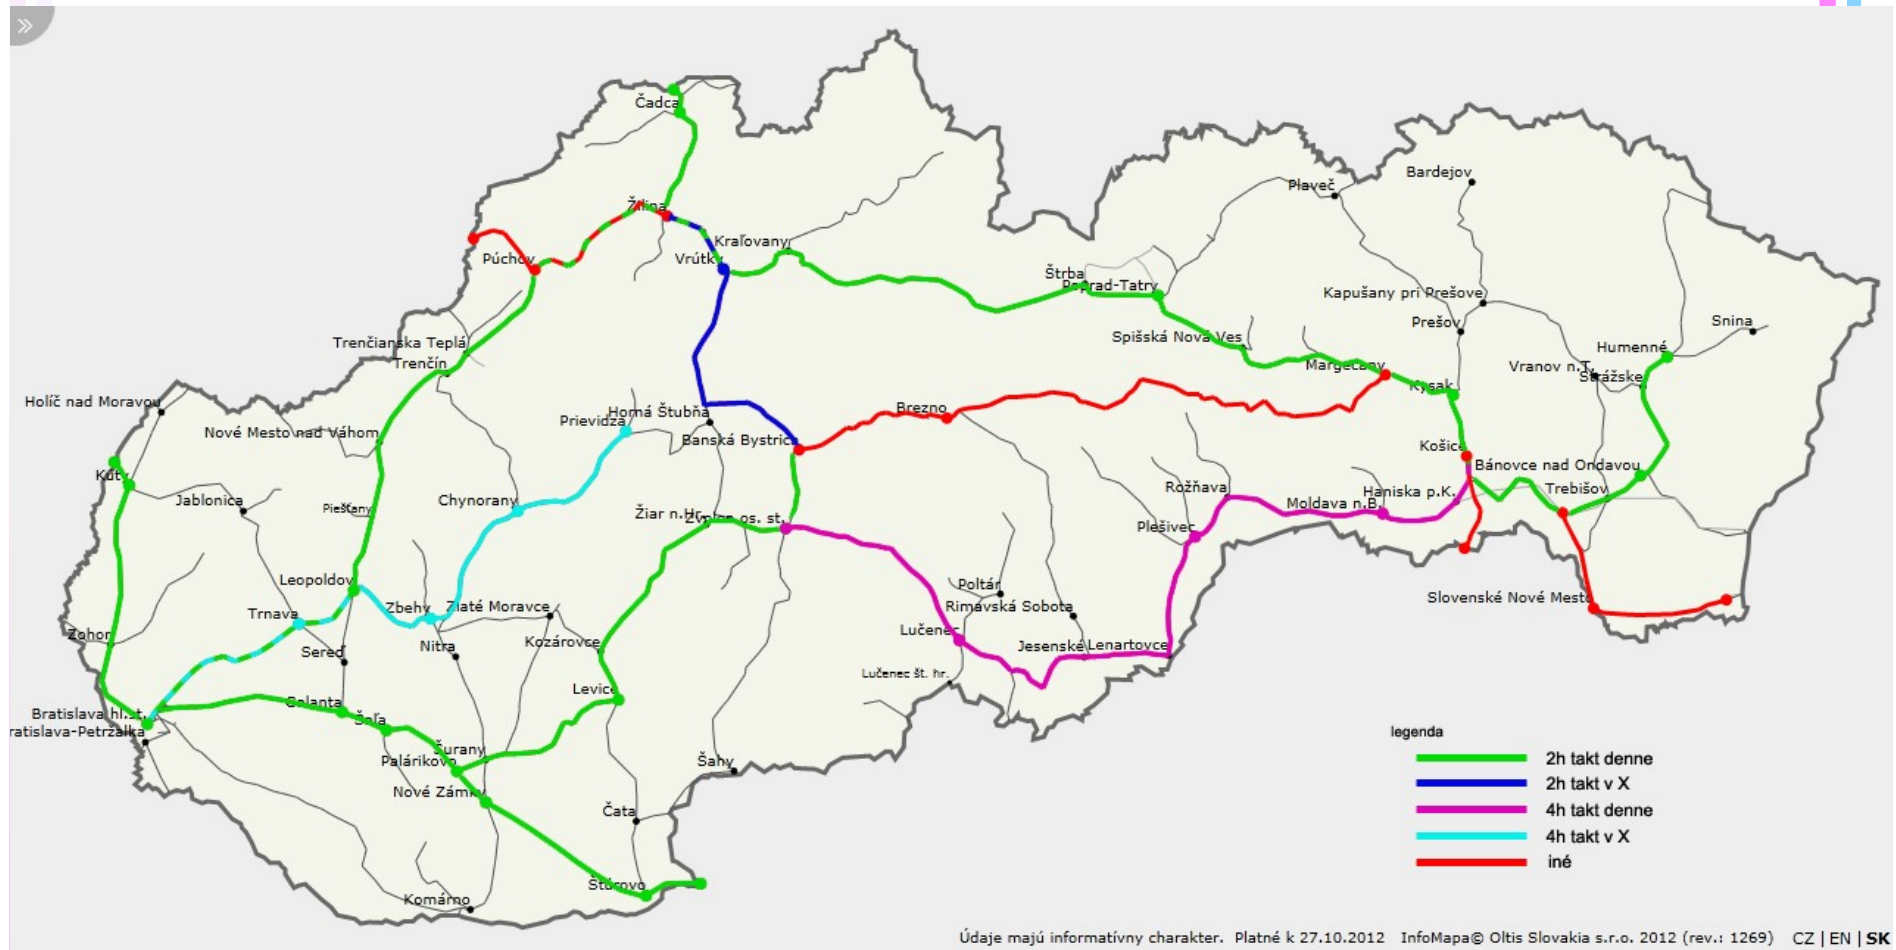 »
Čadca
Plaveč
Bardejov
Žilina
Púchov
Vrútky
Kraľovany
Štrba
Poprad-Tatry
Kapušany pri Prešove
Prešov
Snina
Trenčianska Teplá
Trenčín
Spišská Nová Ves
Margecany
Kysak
Vranov n.T.
Strážske
Humenné
Holíč nad Moravou
Nové Mesto nad Váhom
Prievidza
Horná Štubňa
Banská Bystrica
Brezno
Košice
Kúty
Jablonica
Piešťany
Chynorany
Žiar n.Hr.
Zvolen os. st.
Rožňava
Moldava n.B.
Haniska p.K.
Bánovce nad Ondavou
Trebišov
Plešivec
Leopoldov
Trnava
Zbehy
Zlaté Moravce
Poltár
Rimavská Sobota
Slovenské Nové Mesto
Zohor
Sereď
Nitra
Kozárovce
Lučenec
Jesenské
Lenartovce
Lučenec št. hr.
Bratislava hl.st.
ratislava-Petržalka
Galanta
Šaľa
Levice
Šurany
Palárikovo
Nové Zámky
Šahy
Čata
Štúrovo
Komárno
legenda
2h takt denne
2h takt v X
4h takt denne
4h takt v X
iné
Údaje majú informatívny charakter. Platné k 27.10.2012 InfoMapa© Oltis Slovakia s.r.o. 2012 (rev.: 1269) CZ | EN | SK